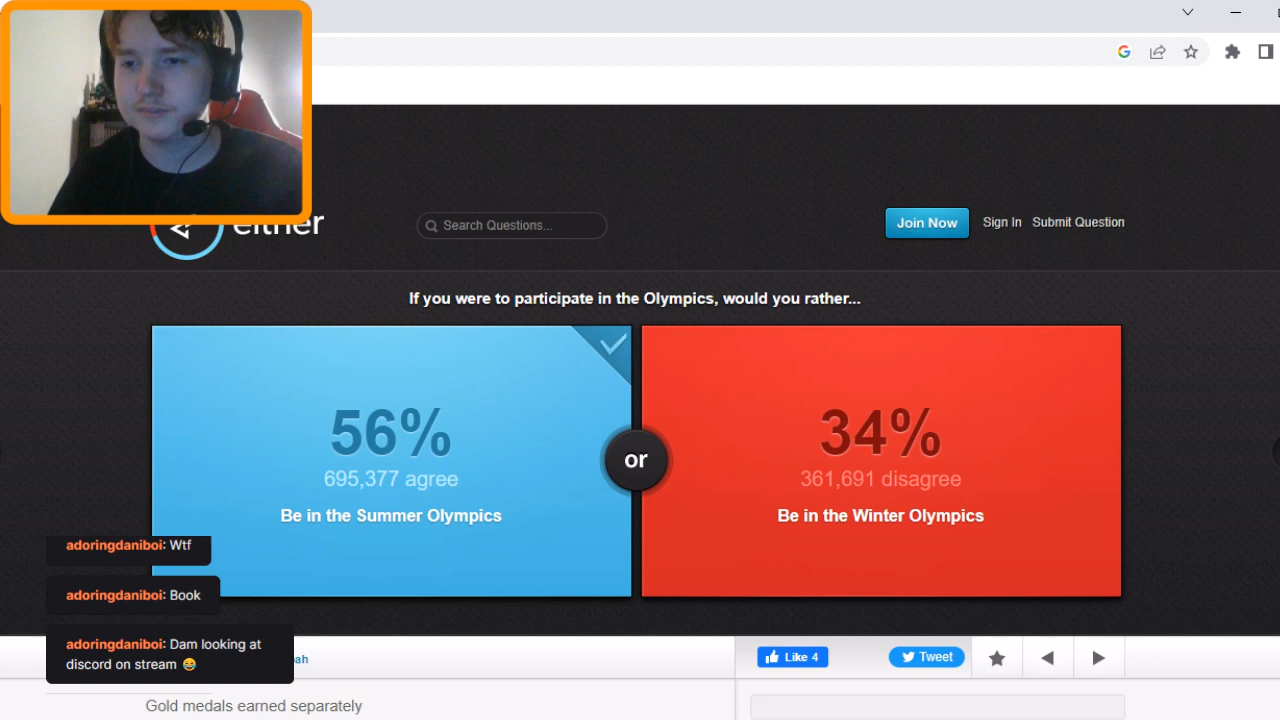 either
Search Questions...
Join Now
Sign In
Submit Question
If you were to participate in the Olympics, would you rather...
56%
695,377 agree
Be in the Summer Olympics
or
34%
361,691 disagree
Be in the Winter Olympics
adoringdaniboi: Wtf
adoringdaniboi: Book
adoringdaniboi: Dam looking at
discord on stream 😂
Like 4
Tweet
Gold medals earned separately